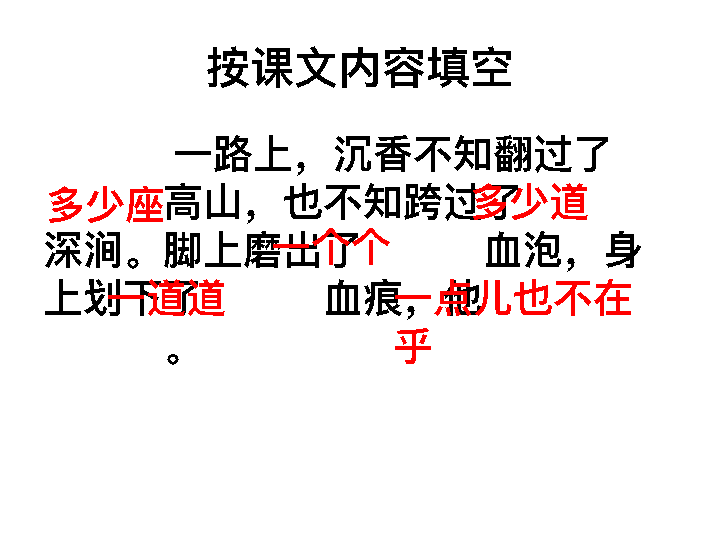 按课文内容填空
一路上，沉香不知翻过了
多少座高山，也不知跨过了多少道
深涧。脚上磨出了一个个血泡，身
上划下了一道道血痕，他一点儿也不在
乎。